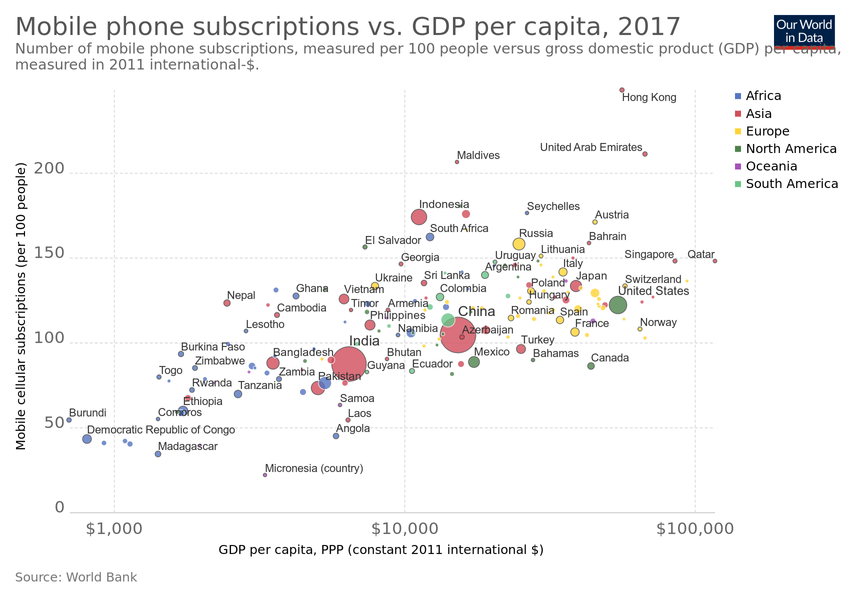 Mobile phone subscriptions vs. GDP per capita, 2017
Our World
in Data
Number of mobile phone subscriptions, measured per 100 people versus gross domestic product (GDP) per capita,
measured in 2011 international-$.
Africa
Asia
Europe
North America
Oceania
South America
Mobile cellular subscriptions (per 100 people)
200
150
100
50
0
Hong Kong
United Arab Emirates
Maldives
Indonesia
Seychelles
Austria
South Africa
Russia
Bahrain
El Salvador
Lithuania
Georgia
Uruguay
Singapore
Qatar
Argentina
Italy
Ukraine
Sri Lanka
Poland
Japan
Switzerland
Nepal
Ghana
Vietnam
Colombia
Hungary
United States
Cambodia
Timor
Armenia
China
Romania
Spain
Lesotho
Philippines
Namibia
Azerbaijan
France
Norway
Burkina Faso
India
Turkey
Bangladesh
Bhutan
Mexico
Bahamas
Zimbabwe
Guyana
Ecuador
Canada
Togo
Zambia
Pakistan
Rwanda
Tanzania
Ethiopia
Samoa
Burundi
Comoros
Laos
Democratic Republic of Congo
Angola
Madagascar
Micronesia (country)
$1,000
$10,000
$100,000
GDP per capita, PPP (constant 2011 international $)
Source: World Bank